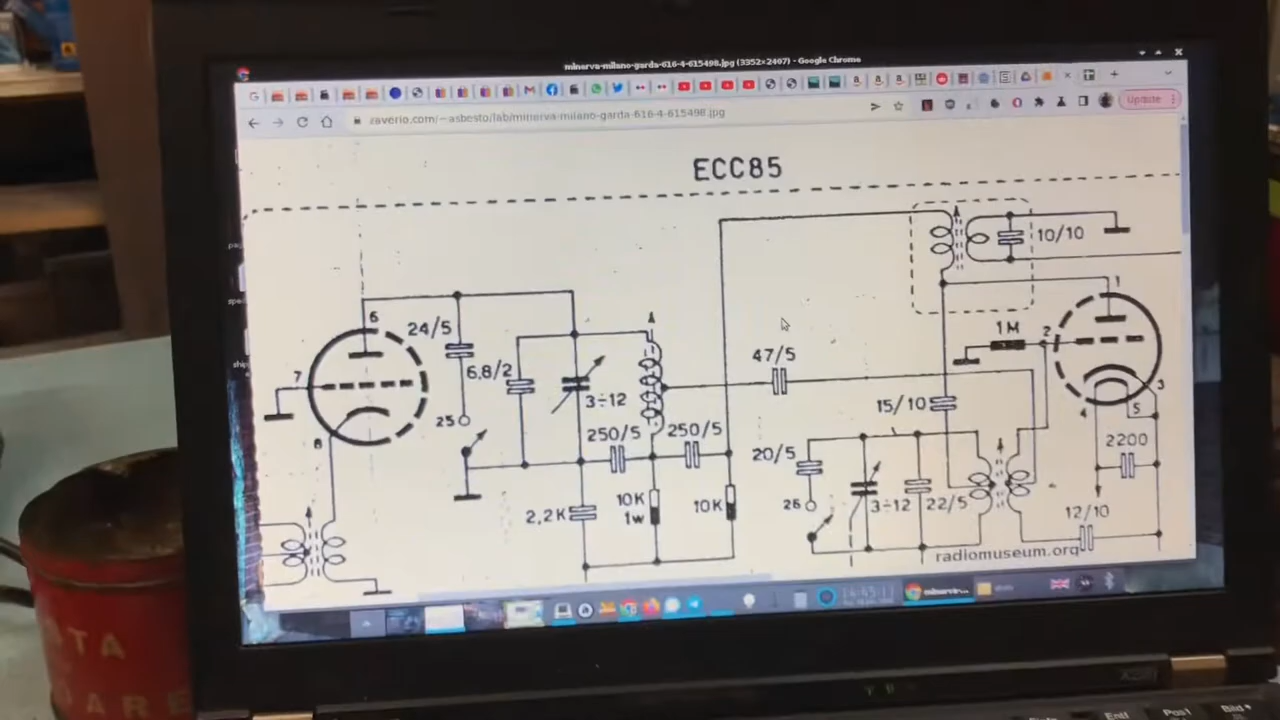 minerva-milano-garda-616-4-615498.jpg (3352×2407) - Google Chrome
Update
zaverio.com/~asbesto/lab/minerva-milano-garda-616-4-615498.jpg
ECC85
10/10
1
6
24/5
1M
2
7
6,8/2
47/5
3
3÷12
15/10
4
5
25
8
250/5
250/5
20/5
2200
10K
1w
10K
26
3÷12
22/5
2,2K
12/10
radiomuseum.org
minerva-...
TA
ARE